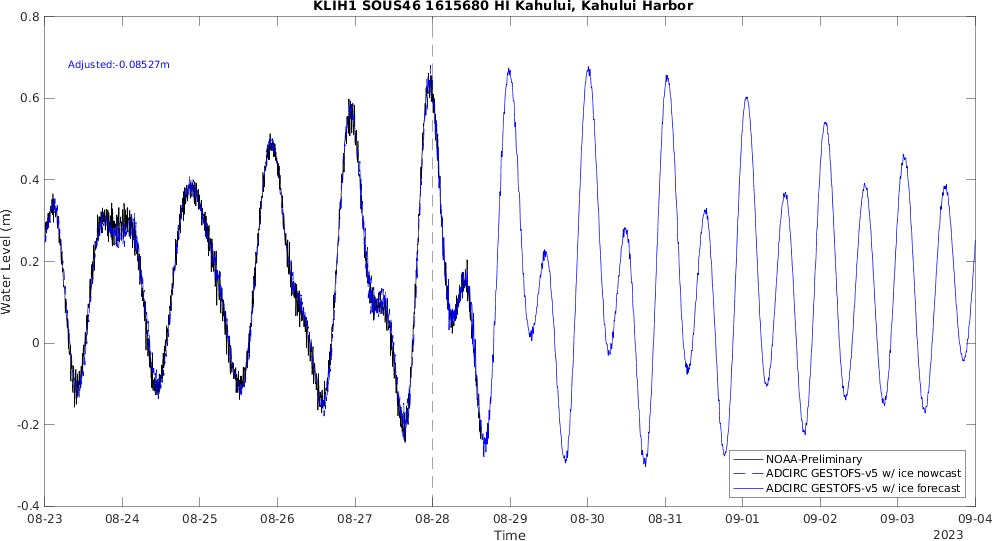 KLIH1 SOUS46 1615680 HI Kahului, Kahului Harbor
0.8
Adjusted:-0.08527m
0.6
0.4
0.2
0
-0.2
-0.4
Water Level (m)
NOAA-Preliminary
ADCIRC GESTOFS-v5 w/ ice nowcast
ADCIRC GESTOFS-v5 w/ ice forecast
08-23 08-24 08-25 08-26 08-27 08-28 08-29 08-30 08-31 09-01 09-02 09-03 09-04
Time
2023